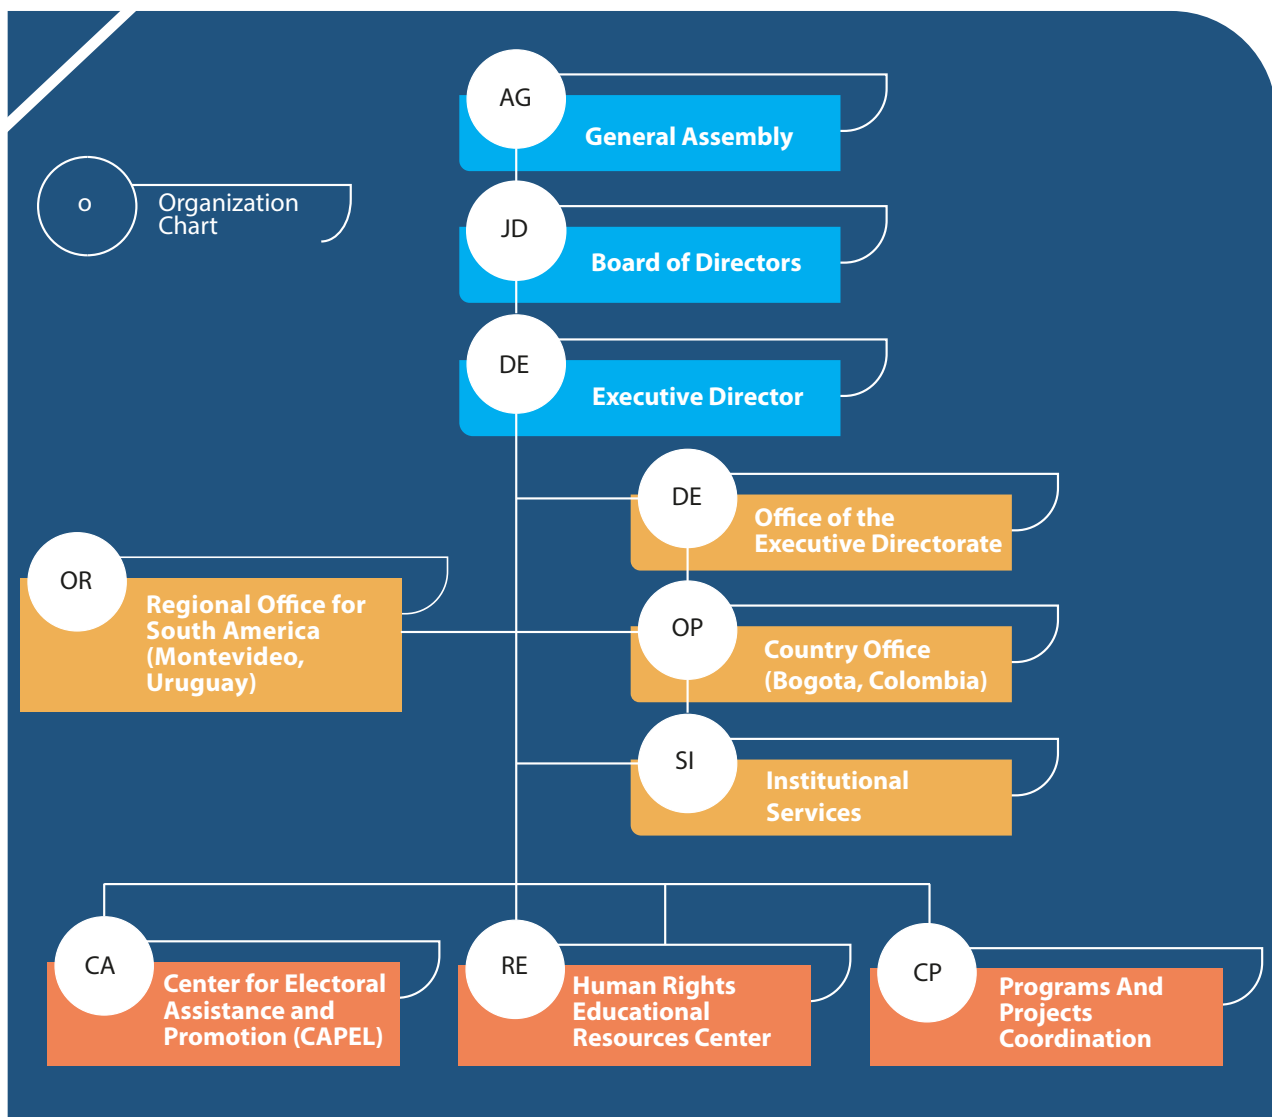 AG
General Assembly
O
Organization
Chart
JD
Board of Directors
DE
Executive Director
DE
Office of the
Executive Directorate
OR
Regional Office for
South America
(Montevideo,
Uruguay)
OP
Country Office
(Bogota, Colombia)
SI
Institutional
Services
CA
Center for Electoral
Assistance and
Promotion (CAPEL)
RE
Human Rights
Educational
Resources Center
CP
Programs And
Projects
Coordination